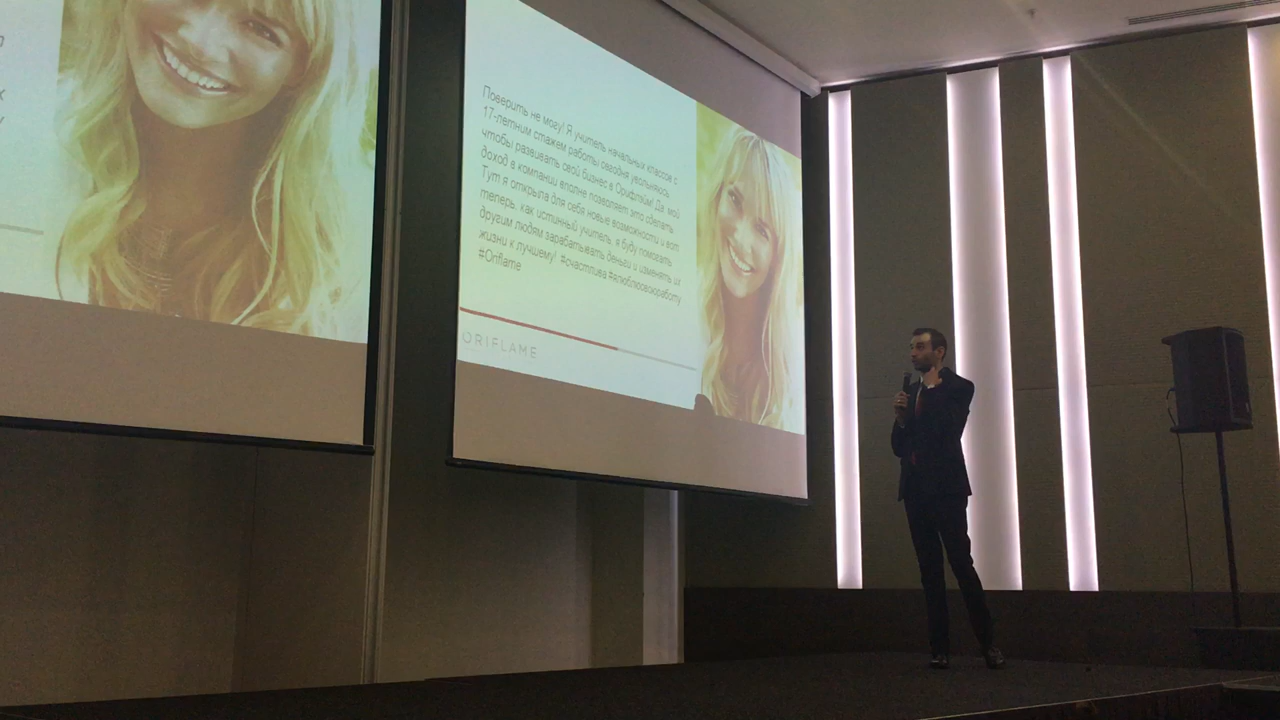 х
Поверить не могу! Я учитель начальных классов с
17-летним стажем работы сегодня увольняюсь,
чтобы развивать свой бизнес в Орифлэйм! Да, мой
доход в компании вполне позволяет это сделать.
Тут я открыла для себя новые возможности и вот
теперь, как истинный учитель, я буду помогать
другим людям зарабатывать деньги и изменять их
жизни к лучшему! #счастлива #ялюблюсвоюработу
#Oriflame
ORIFLAME